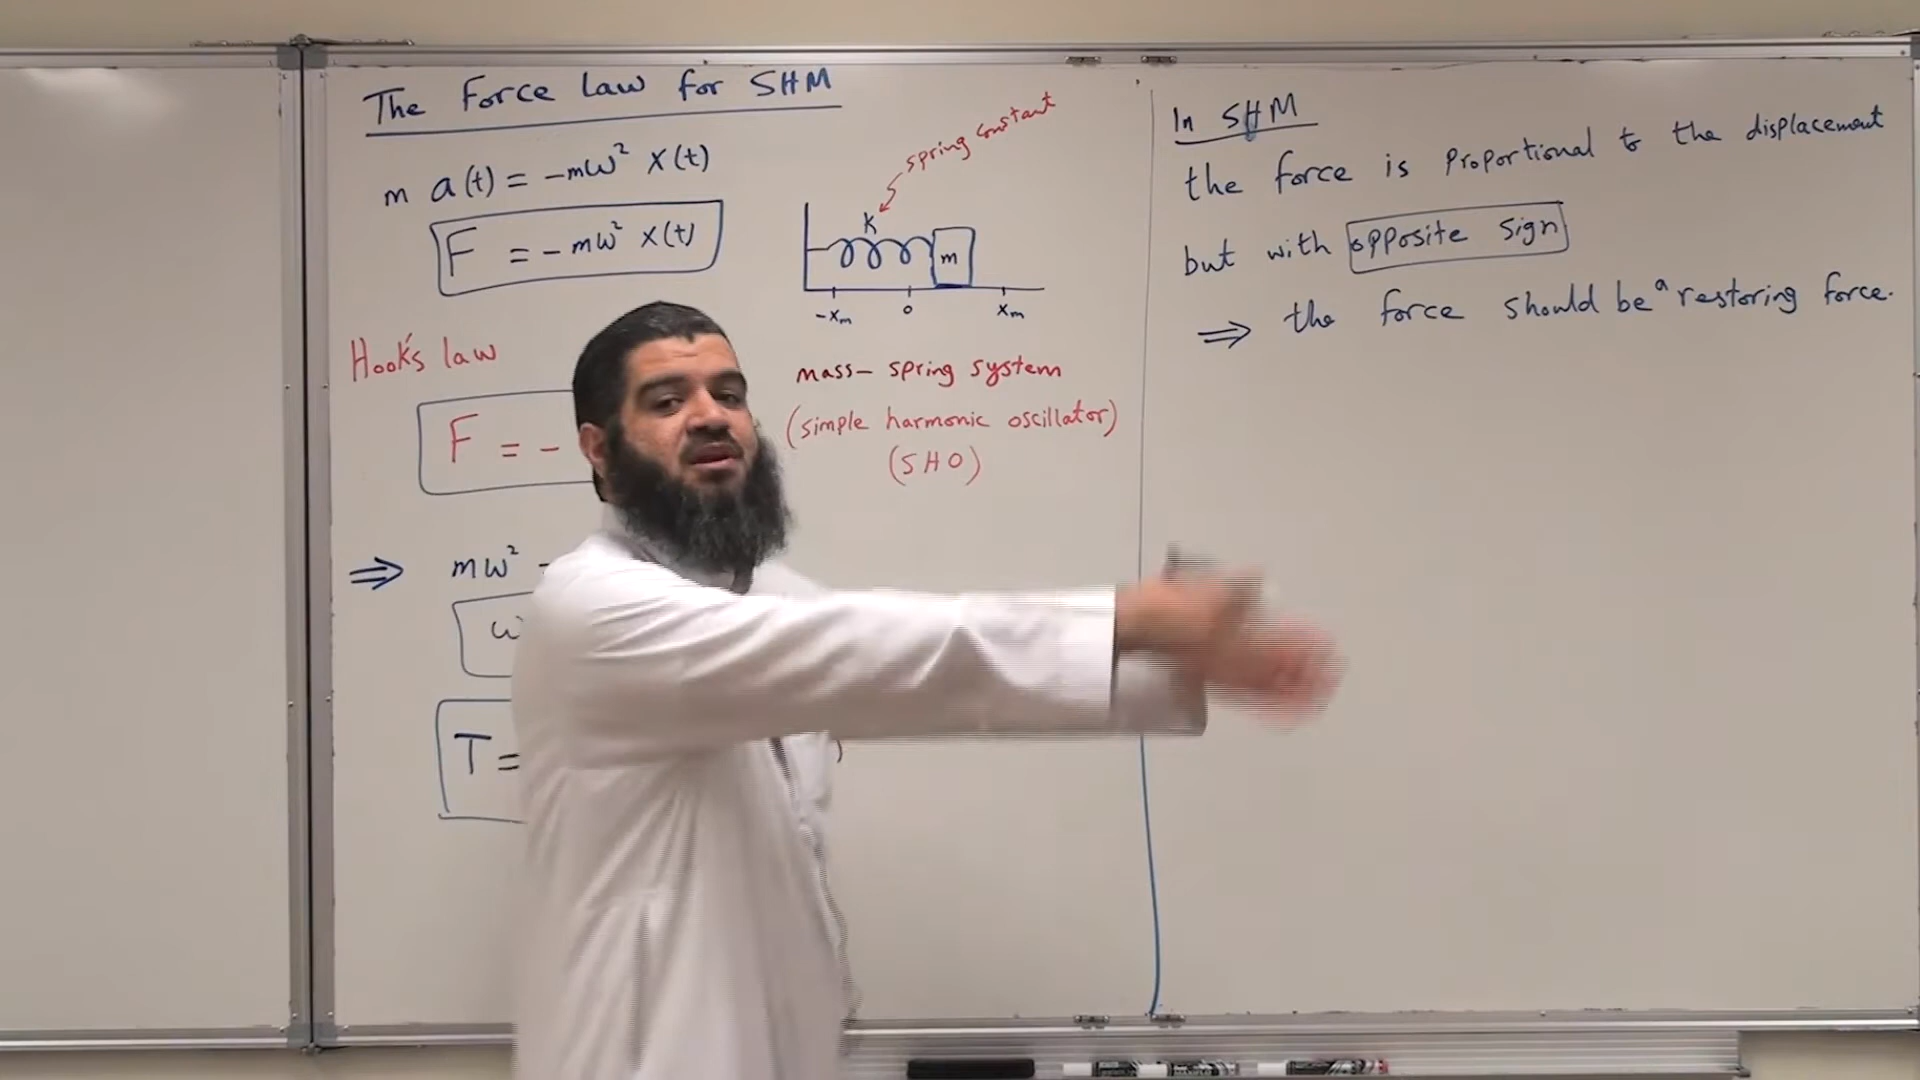 The Force Law for SHM
m a(t) = -mω² x(t)
F = -mω² x(t)
Hook's law
F = -
⇒ mω²
ω
T =
spring constant
k
m
-xm 0 xm
mass- spring system
(simple harmonic oscillator)
(SHO)
In SHM
the force is proportional to the displacement
but with opposite sign
⇒ the force should be a restoring force.